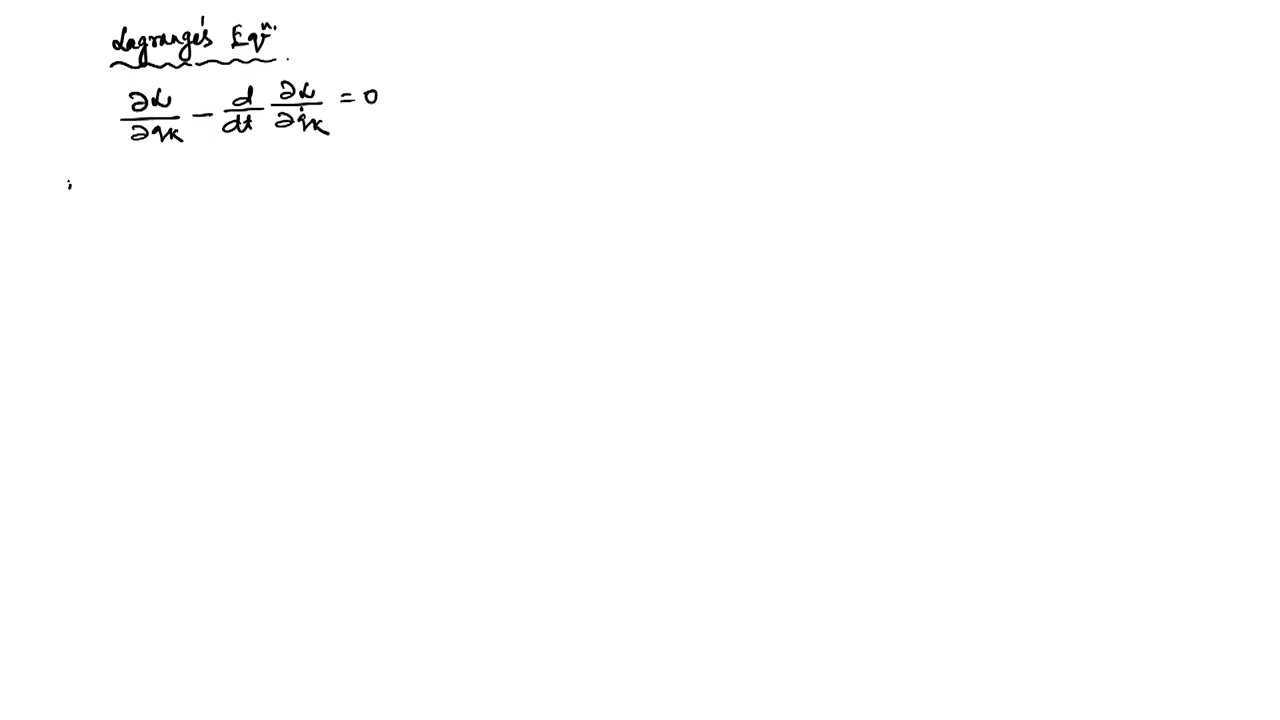 Lagrange's Eqⁿ.
∂L/∂qₖ − d/dt ∂L/∂q̇ₖ = 0